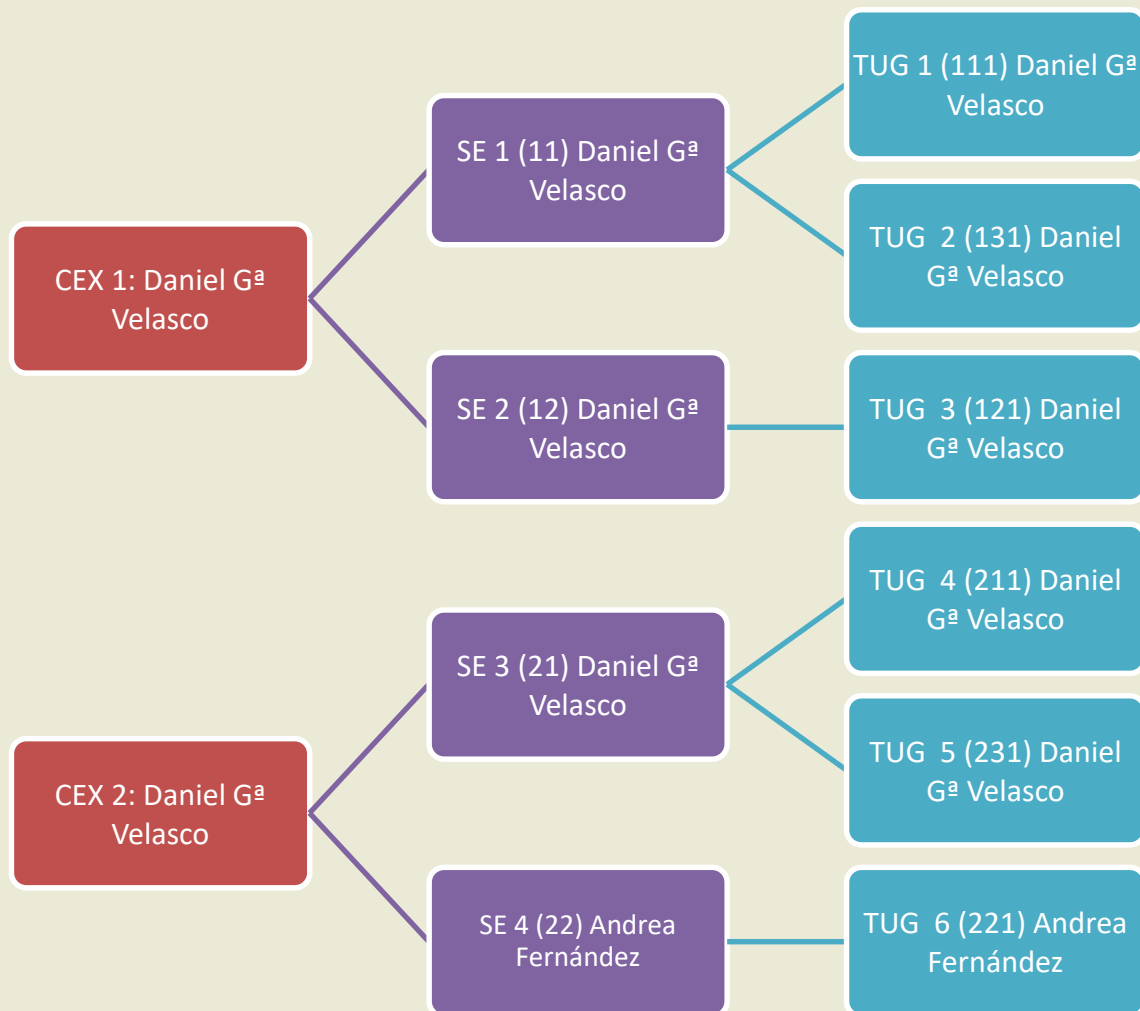 CEX 1: Daniel Gª
Velasco
SE 1 (11) Daniel Gª
Velasco
TUG 1 (111) Daniel Gª
Velasco
TUG  2 (131) Daniel
Gª Velasco
SE 2 (12) Daniel Gª
Velasco
TUG  3 (121) Daniel
Gª Velasco
CEX 2: Daniel Gª
Velasco
SE 3 (21) Daniel Gª
Velasco
TUG  4 (211) Daniel
Gª Velasco
TUG  5 (231) Daniel
Gª Velasco
SE 4 (22) Andrea
Fernández
TUG  6 (221) Andrea
Fernández